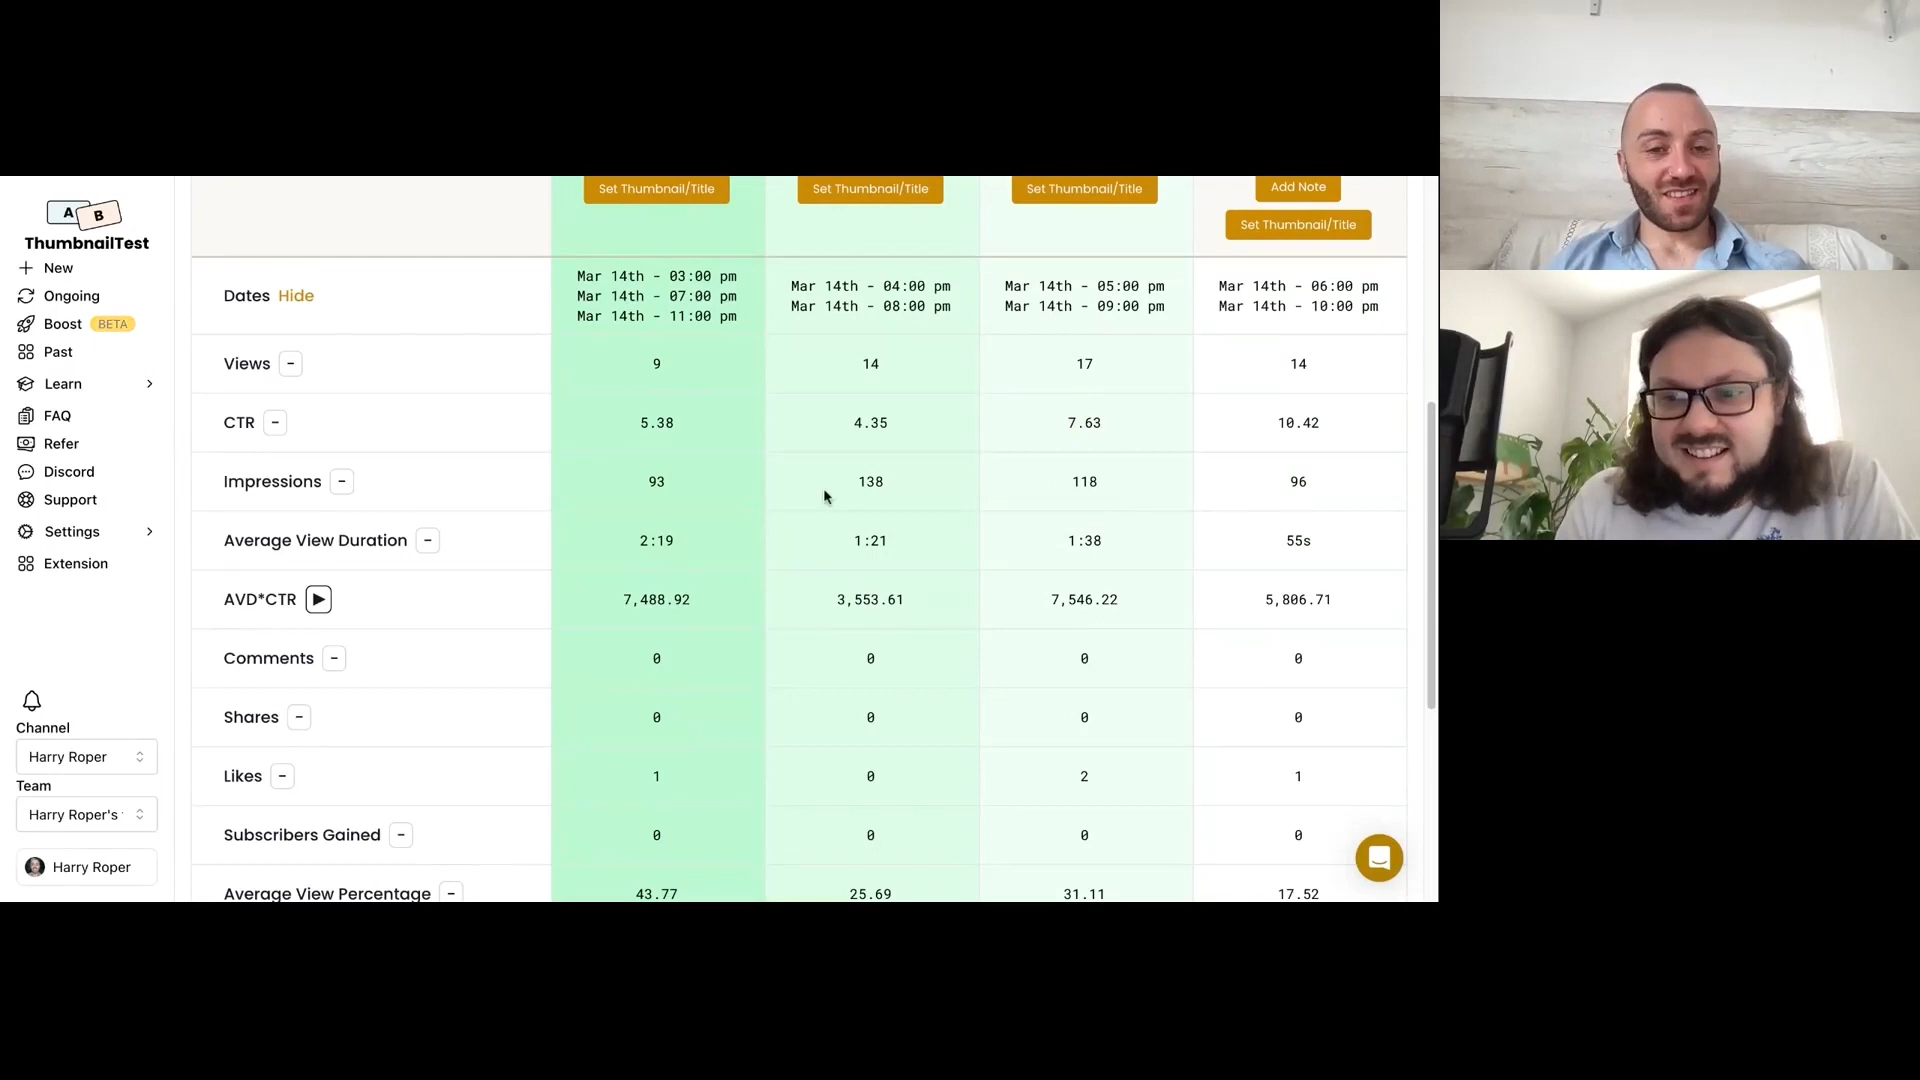 A B
ThumbnailTest
New
Ongoing
Boost BETA
Past
Learn
FAQ
Refer
Discord
Support
Settings
Extension
Channel
Harry Roper
Team
Harry Roper's
Harry Roper
Set Thumbnail/Title Set Thumbnail/Title Set Thumbnail/Title Add Note
Set Thumbnail/Title
Dates Hide
Mar 14th - 03:00 pm
Mar 14th - 07:00 pm
Mar 14th - 11:00 pm
Mar 14th - 04:00 pm
Mar 14th - 08:00 pm
Mar 14th - 05:00 pm
Mar 14th - 09:00 pm
Mar 14th - 06:00 pm
Mar 14th - 10:00 pm
Views - 9 14 17 14
CTR - 5.38 4.35 7.63 10.42
Impressions - 93 138 118 96
Average View Duration - 2:19 1:21 1:38 55s
AVD*CTR 7,488.92 3,553.61 7,546.22 5,806.71
Comments - 0 0 0 0
Shares - 0 0 0 0
Likes - 1 0 2 1
Subscribers Gained - 0 0 0 0
Average View Percentage - 43.77 25.69 31.11 17.52